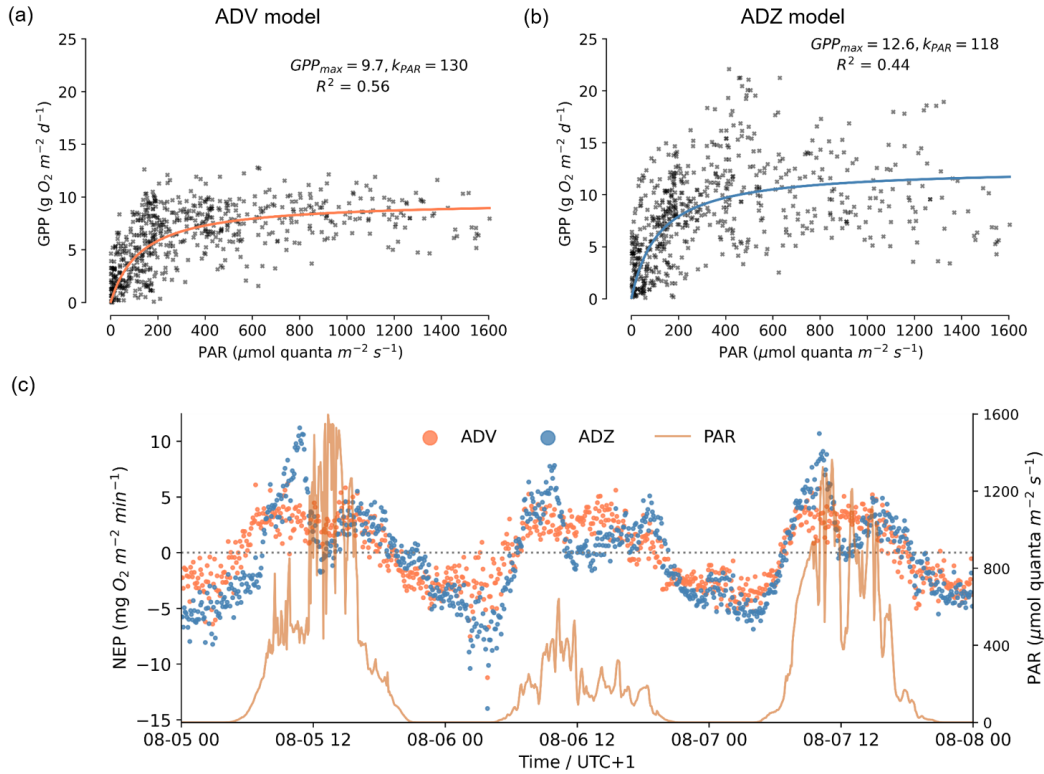 (a)
ADV model
25
20
15
10
5
0
GPP (g O₂ m⁻² d⁻¹)
GPPmax = 9.7, kPAR = 130
R² = 0.56
0 200 400 600 800 1000 1200 1400 1600
PAR (μmol quanta m⁻² s⁻¹)
(b)
ADZ model
25
20
15
10
5
0
GPP (g O₂ m⁻² d⁻¹)
GPPmax = 12.6, kPAR = 118
R² = 0.44
0 200 400 600 800 1000 1200 1400 1600
PAR (μmol quanta m⁻² s⁻¹)
(c)
ADV ADZ PAR
10
5
0
−5
−10
−15
NEP (mg O₂ m⁻² min⁻¹)
1600
1200
800
400
0
PAR (μmol quanta m⁻² s⁻¹)
08-05 00 08-05 12 08-06 00 08-06 12 08-07 00 08-07 12 08-08 00
Time / UTC+1